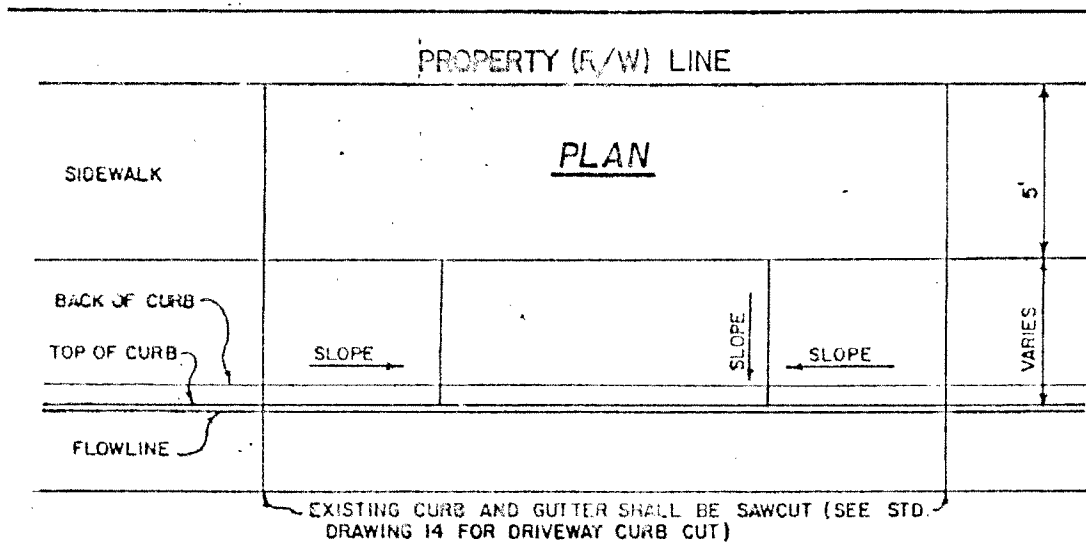 PROPERTY (R/W) LINE
PLAN
SIDEWALK
5'
BACK OF CURB
TOP OF CURB
SLOPE
SLOPE
SLOPE
VARIES
FLOWLINE
EXISTING CURB AND GUTTER SHALL BE SAWCUT (SEE STD.
DRAWING 14 FOR DRIVEWAY CURB CUT)